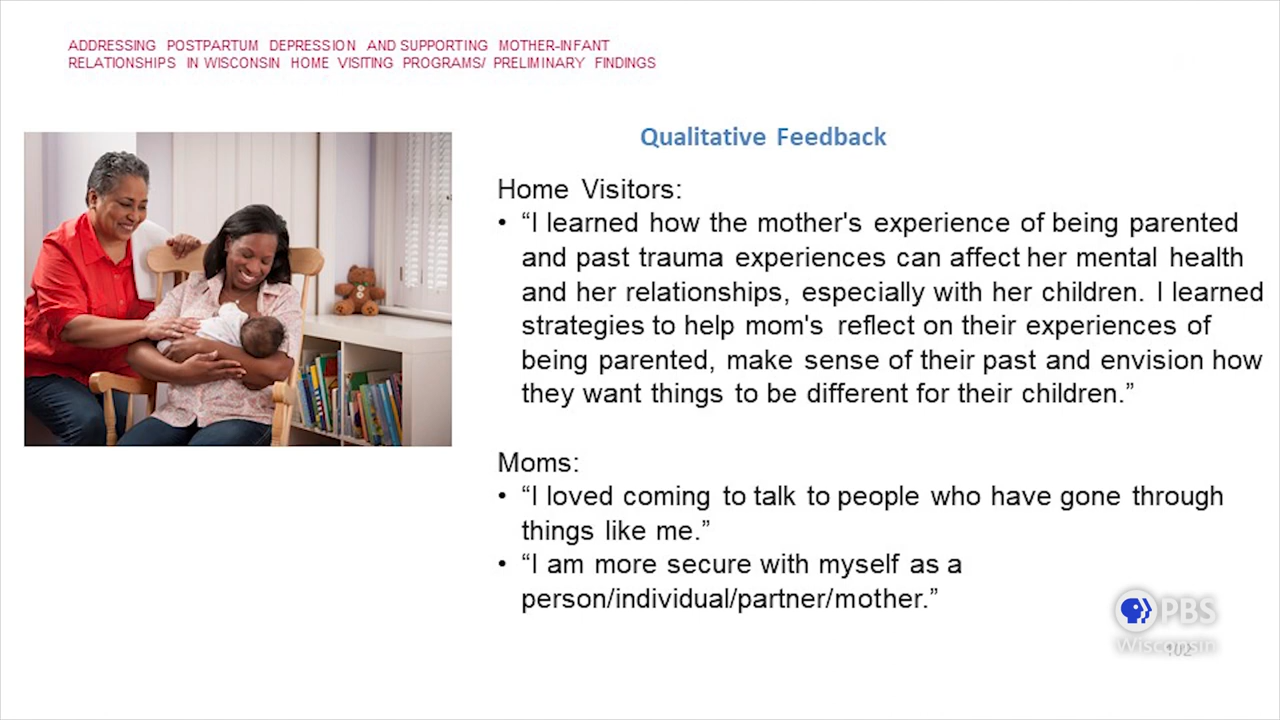 ADDRESSING POSTPARTUM DEPRESSION AND SUPPORTING MOTHER-INFANT
RELATIONSHIPS IN WISCONSIN HOME VISITING PROGRAMS/ PRELIMINARY FINDINGS
Qualitative Feedback
Home Visitors:
• “I learned how the mother's experience of being parented
and past trauma experiences can affect her mental health
and her relationships, especially with her children. I learned
strategies to help mom's reflect on their experiences of
being parented, make sense of their past and envision how
they want things to be different for their children.”
Moms:
• “I loved coming to talk to people who have gone through
things like me.”
• “I am more secure with myself as a
person/individual/partner/mother.”
PBS
Wisconsin
102